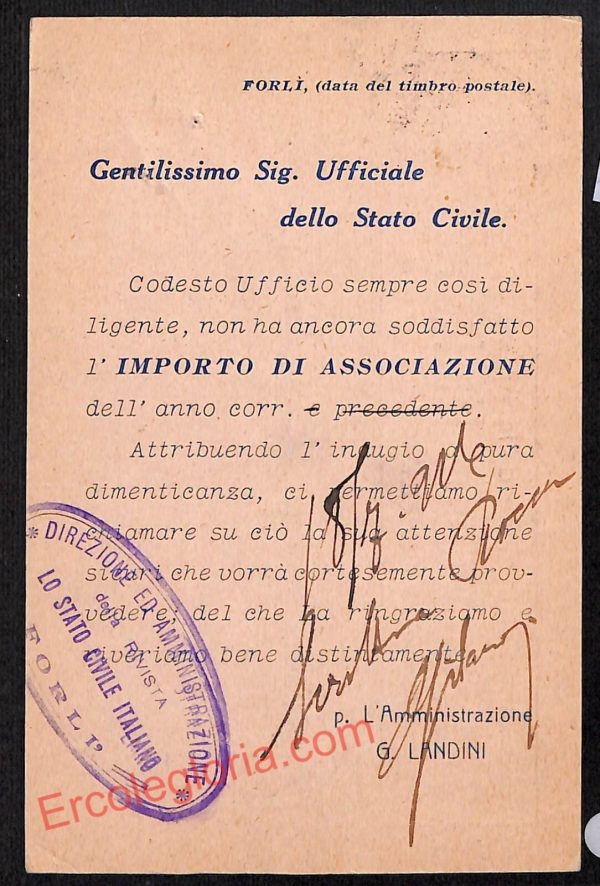 FORLÌ, (data del timbro postale).
Gentilissimo Sig. Ufficiale
dello Stato Civile.
Codesto Ufficio sempre così di-
ligente, non ha ancora soddisfatto
l' IMPORTO DI ASSOCIAZIONE
dell' anno corr. e precedente.
Attribuendo l' indugio a pura
dimenticanza, ci permettiamo ri-
chiamare su ciò la sua attenzione
sicuri che vorrà cortesemente prov-
vedere; del che La ringraziamo e
riveriamo bene distintamente
p. L'Amministrazione
G. LANDINI
DIREZIONE ED AMMINISTRAZIONE
della RIVISTA
LO STATO CIVILE ITALIANO
FORLI'
Ercolegloria.com